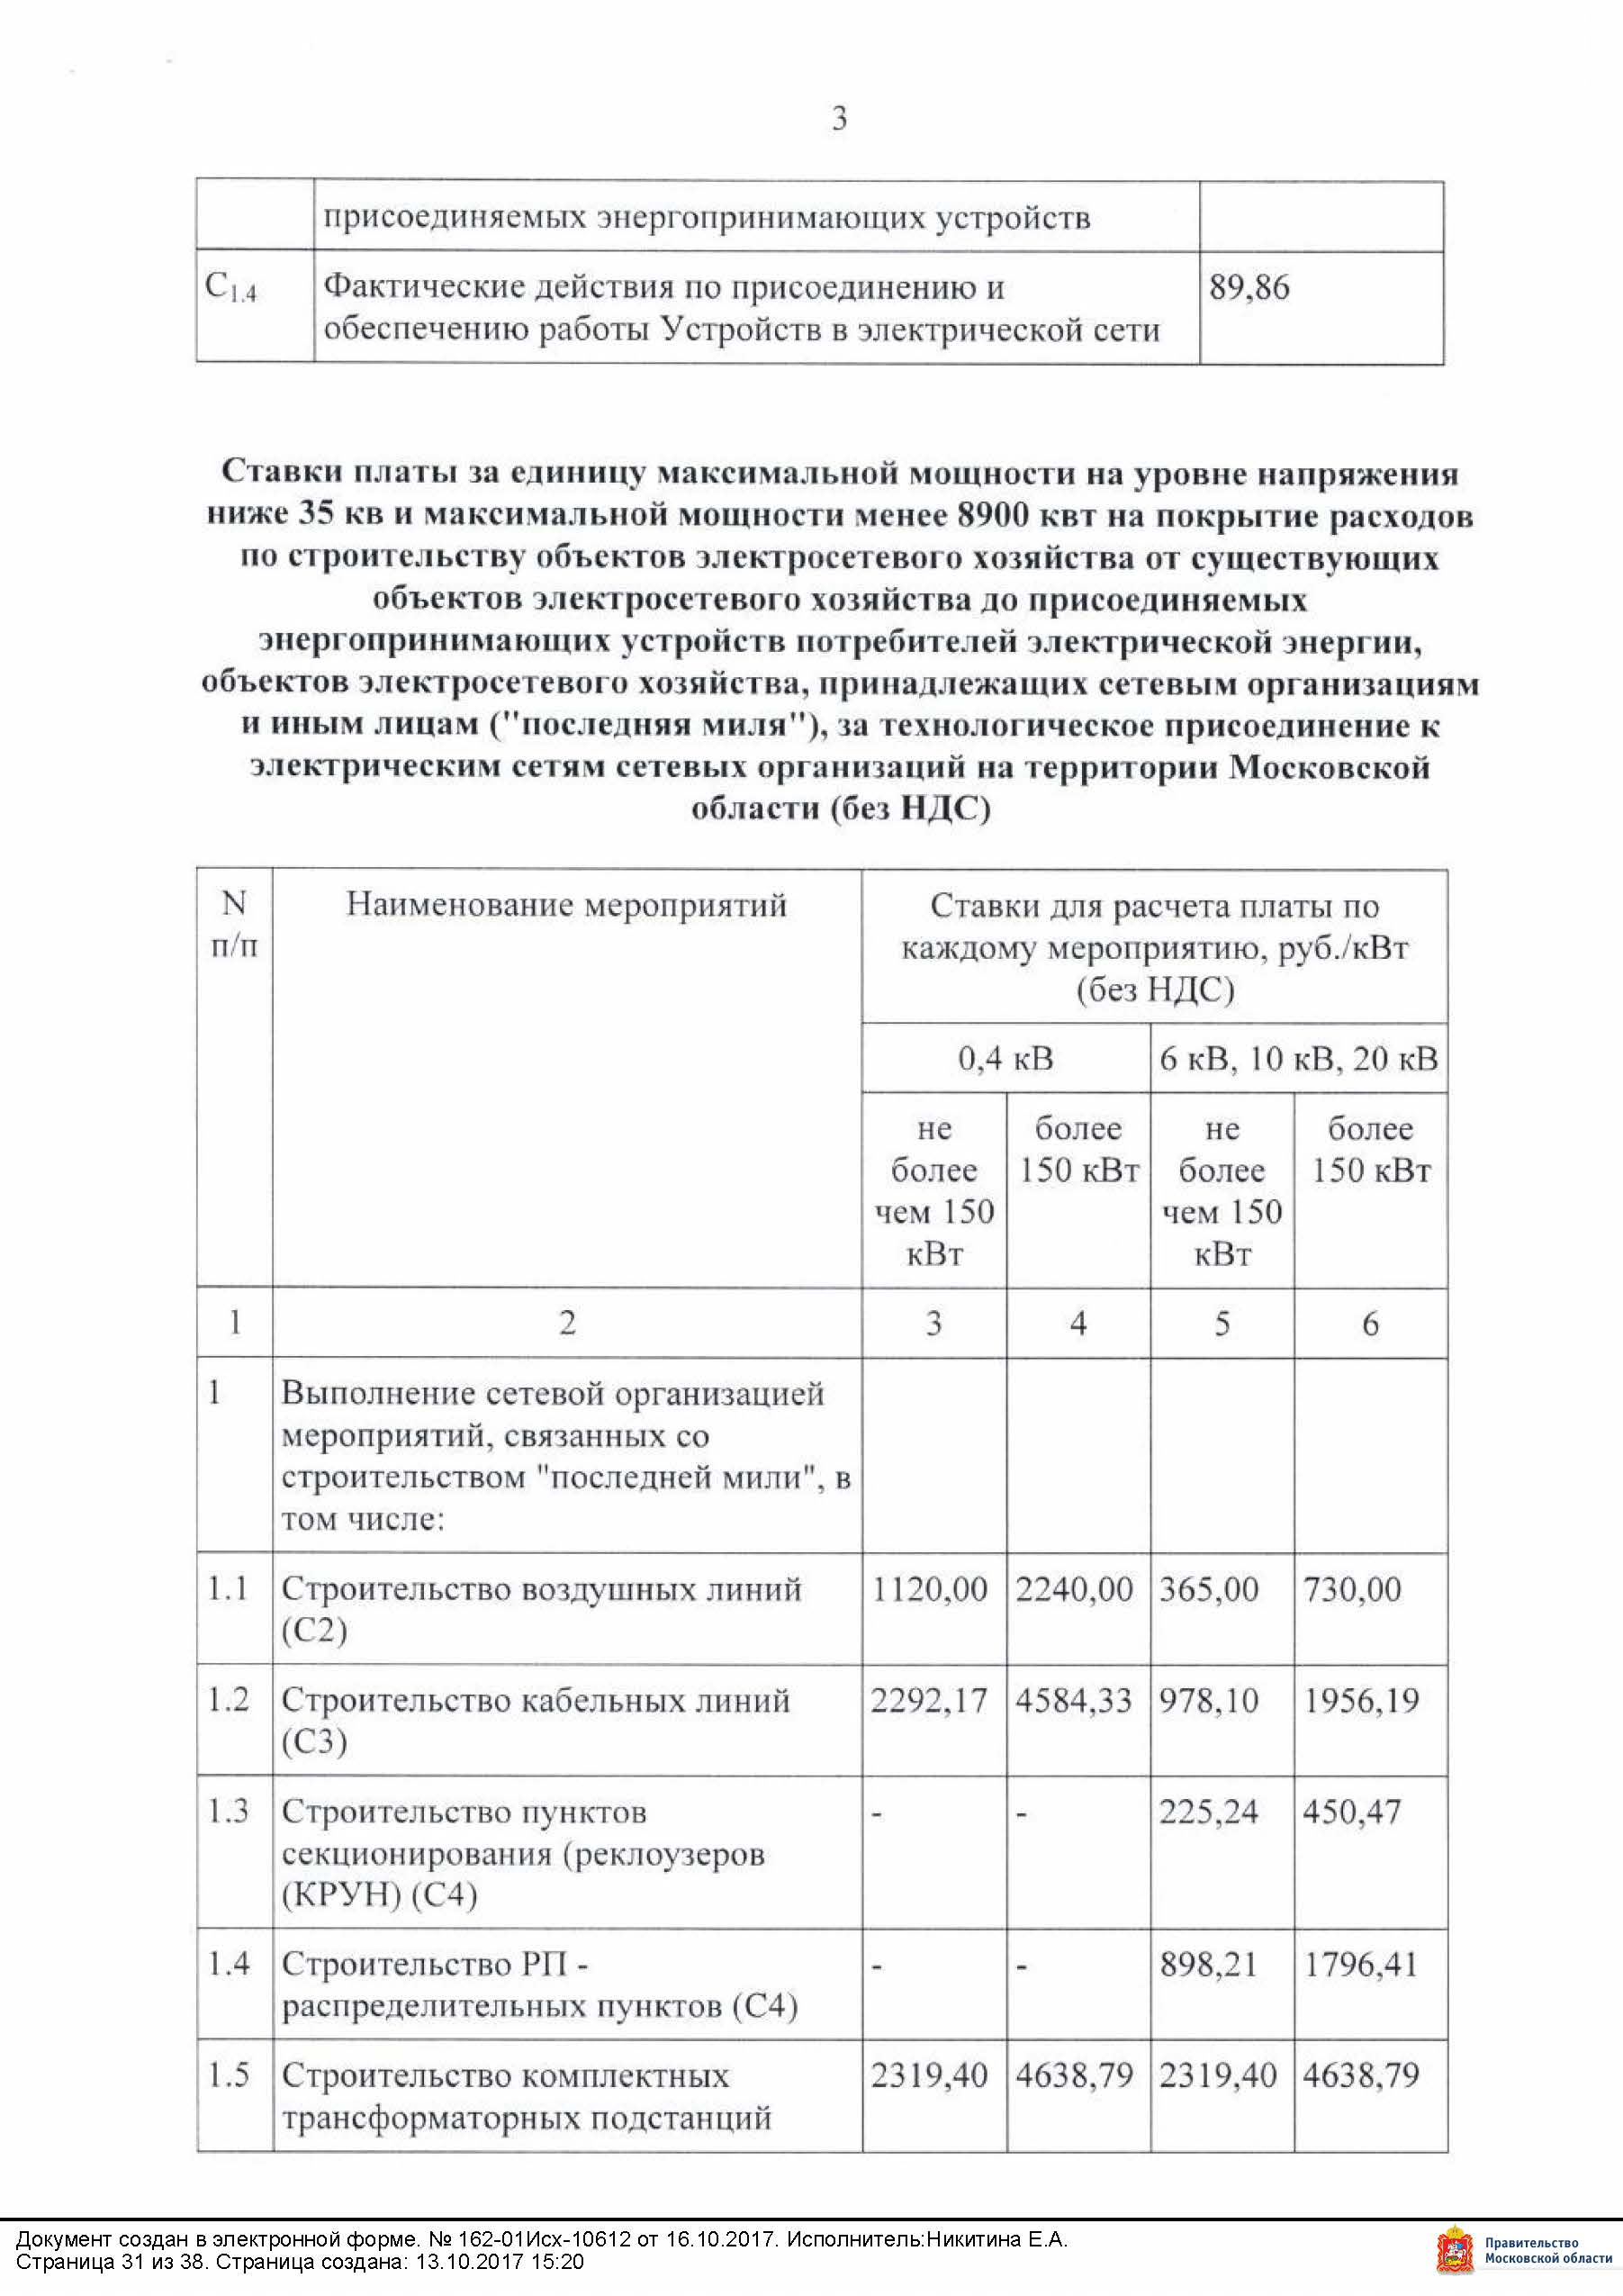 3
присоединяемых энергопринимающих устройств
С1.4 Фактические действия по присоединению и 89,86
обеспечению работы Устройств в электрической сети
Ставки платы за единицу максимальной мощности на уровне напряжения
ниже 35 кв и максимальной мощности менее 8900 квт на покрытие расходов
по строительству объектов электросетевого хозяйства от существующих
объектов электросетевого хозяйства до присоединяемых
энергопринимающих устройств потребителей электрической энергии,
объектов электросетевого хозяйства, принадлежащих сетевым организациям
и иным лицам ("последняя миля"), за технологическое присоединение к
электрическим сетям сетевых организаций на территории Московской
области (без НДС)
N
п/п
Наименование мероприятий
Ставки для расчета платы по
каждому мероприятию, руб./кВт
(без НДС)
0,4 кВ 6 кВ, 10 кВ, 20 кВ
не
более
чем 150
кВт
более
150 кВт
не
более
чем 150
кВт
более
150 кВт
1 2 3 4 5 6
1 Выполнение сетевой организацией
мероприятий, связанных со
строительством "последней мили", в
том числе:
1.1 Строительство воздушных линий 1120,00 2240,00 365,00 730,00
(С2)
1.2 Строительство кабельных линий 2292,17 4584,33 978,10 1956,19
(С3)
1.3 Строительство пунктов - - 225,24 450,47
секционирования (реклоузеров
(КРУН) (С4)
1.4 Строительство РП - - - 898,21 1796,41
распределительных пунктов (С4)
1.5 Строительство комплектных 2319,40 4638,79 2319,40 4638,79
трансформаторных подстанций
Документ создан в электронной форме. № 162-01Исх-10612 от 16.10.2017. Исполнитель:Никитина Е.А.
Страница 31 из 38. Страница создана: 13.10.2017 15:20
Правительство
Московской области